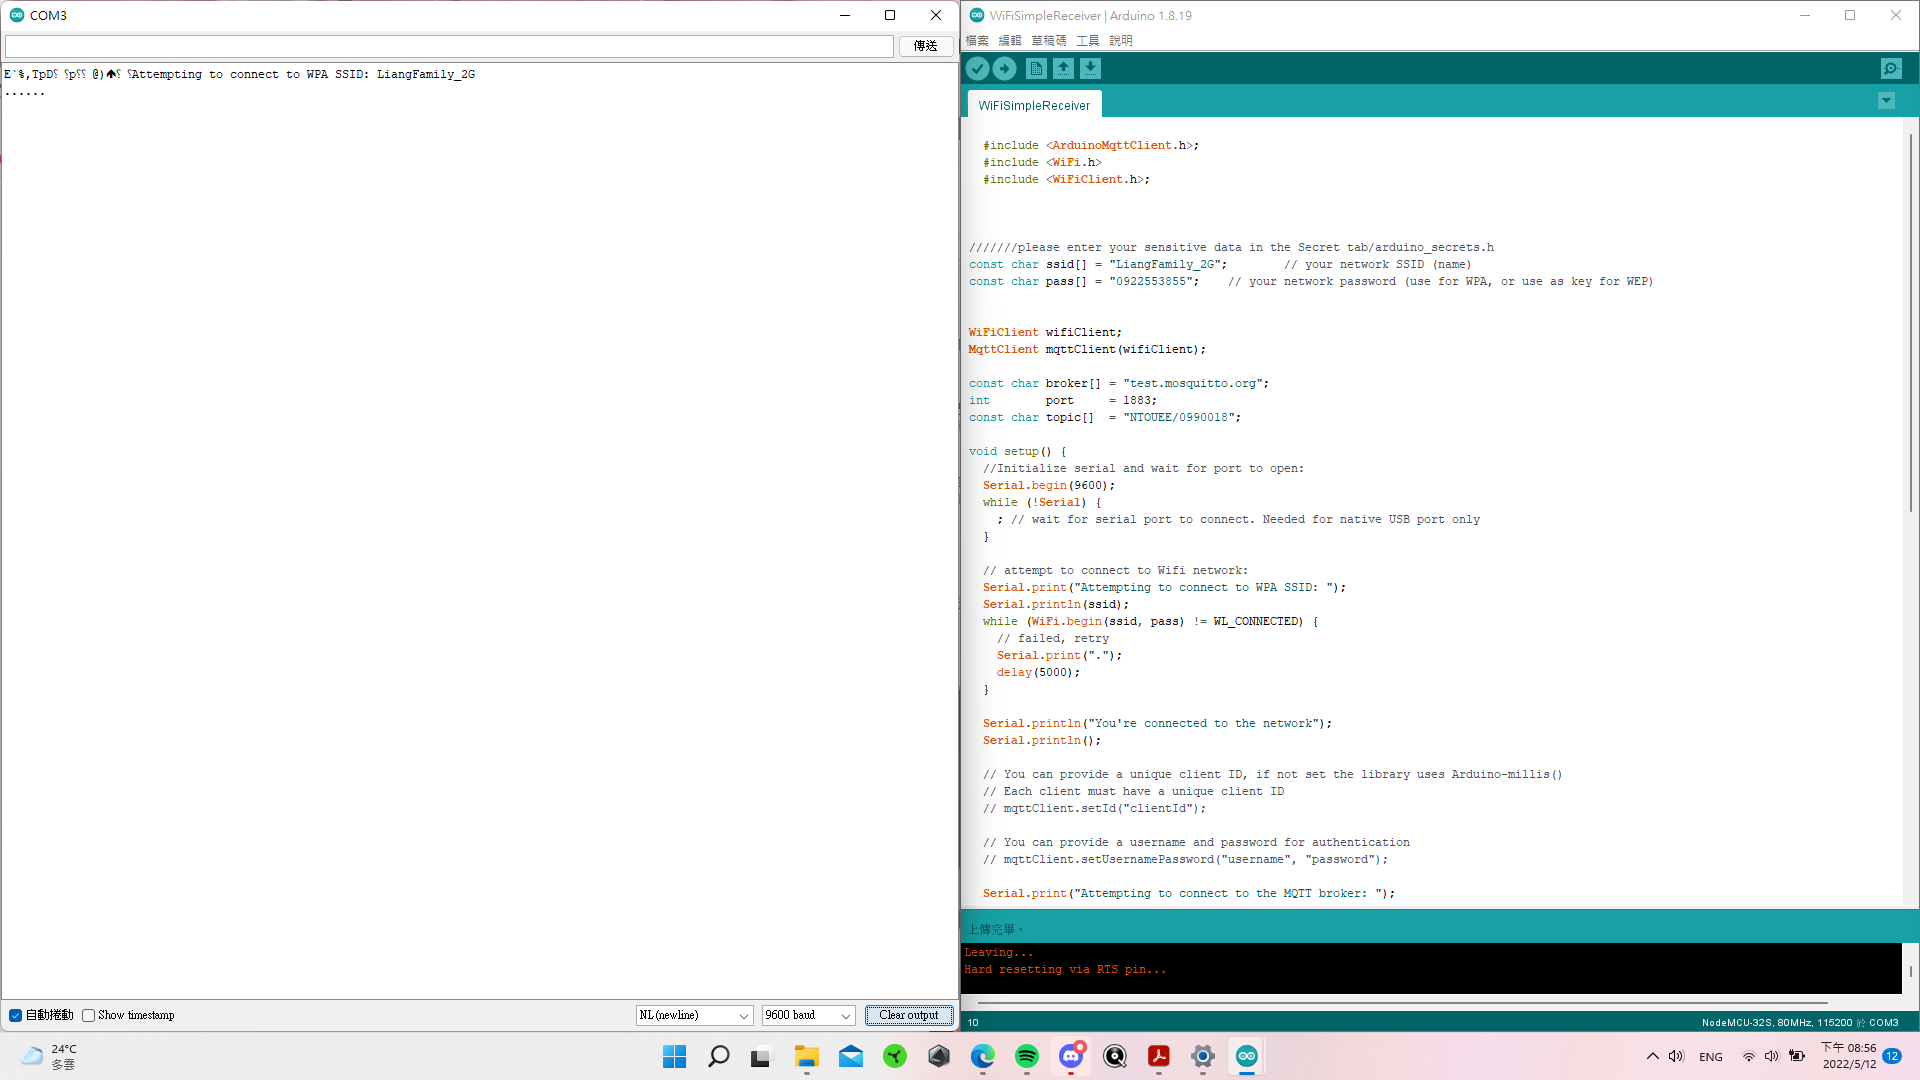 COM3
傳送
Attempting to connect to WPA SSID: LiangFamily_2G
......
自動捲動
Show timestamp
NL(newline)
9600 baud
Clear output
WiFiSimpleReceiver | Arduino 1.8.19
檔案 編輯 草稿碼 工具 說明
WiFiSimpleReceiver
#include <ArduinoMqttClient.h>;
#include <WiFi.h>
#include <WiFiClient.h>;
///////please enter your sensitive data in the Secret tab/arduino_secrets.h
const char ssid[] = "LiangFamily_2G";        // your network SSID (name)
const char pass[] = "0922553855";    // your network password (use for WPA, or use as key for WEP)
WiFiClient wifiClient;
MqttClient mqttClient(wifiClient);
const char broker[] = "test.mosquitto.org";
int        port     = 1883;
const char topic[]  = "NTOUEE/0990018";
void setup() {
//Initialize serial and wait for port to open:
Serial.begin(9600);
while (!Serial) {
; // wait for serial port to connect. Needed for native USB port only
}
// attempt to connect to Wifi network:
Serial.print("Attempting to connect to WPA SSID: ");
Serial.println(ssid);
while (WiFi.begin(ssid, pass) != WL_CONNECTED) {
// failed, retry
Serial.print(".");
delay(5000);
}
Serial.println("You're connected to the network");
Serial.println();
// You can provide a unique client ID, if not set the library uses Arduino-millis()
// Each client must have a unique client ID
// mqttClient.setId("clientId");
// You can provide a username and password for authentication
// mqttClient.setUsernamePassword("username", "password");
Serial.print("Attempting to connect to the MQTT broker: ");
上傳完畢。
Leaving...
Hard resetting via RTS pin...
10
NodeMCU-32S, 80MHz, 115200 於 COM3
24°C
多雲
ENG
下午 08:56
2022/5/12
12